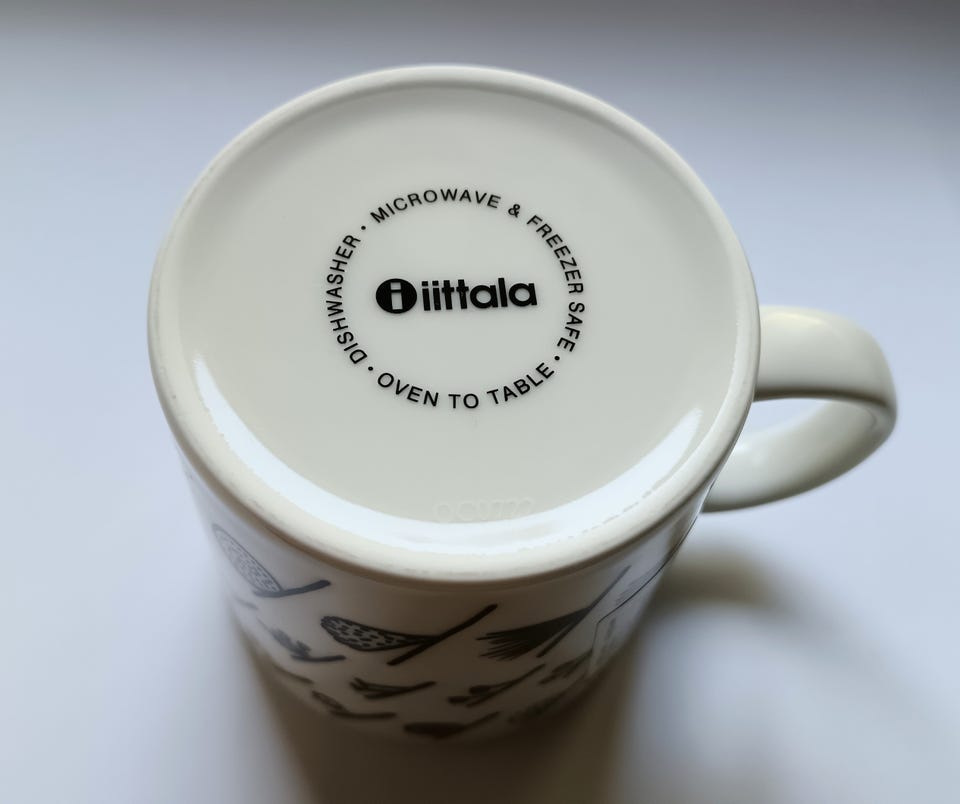 DISHWASHER · MICROWAVE & FREEZER SAFE · OVEN TO TABLE ·
iittala